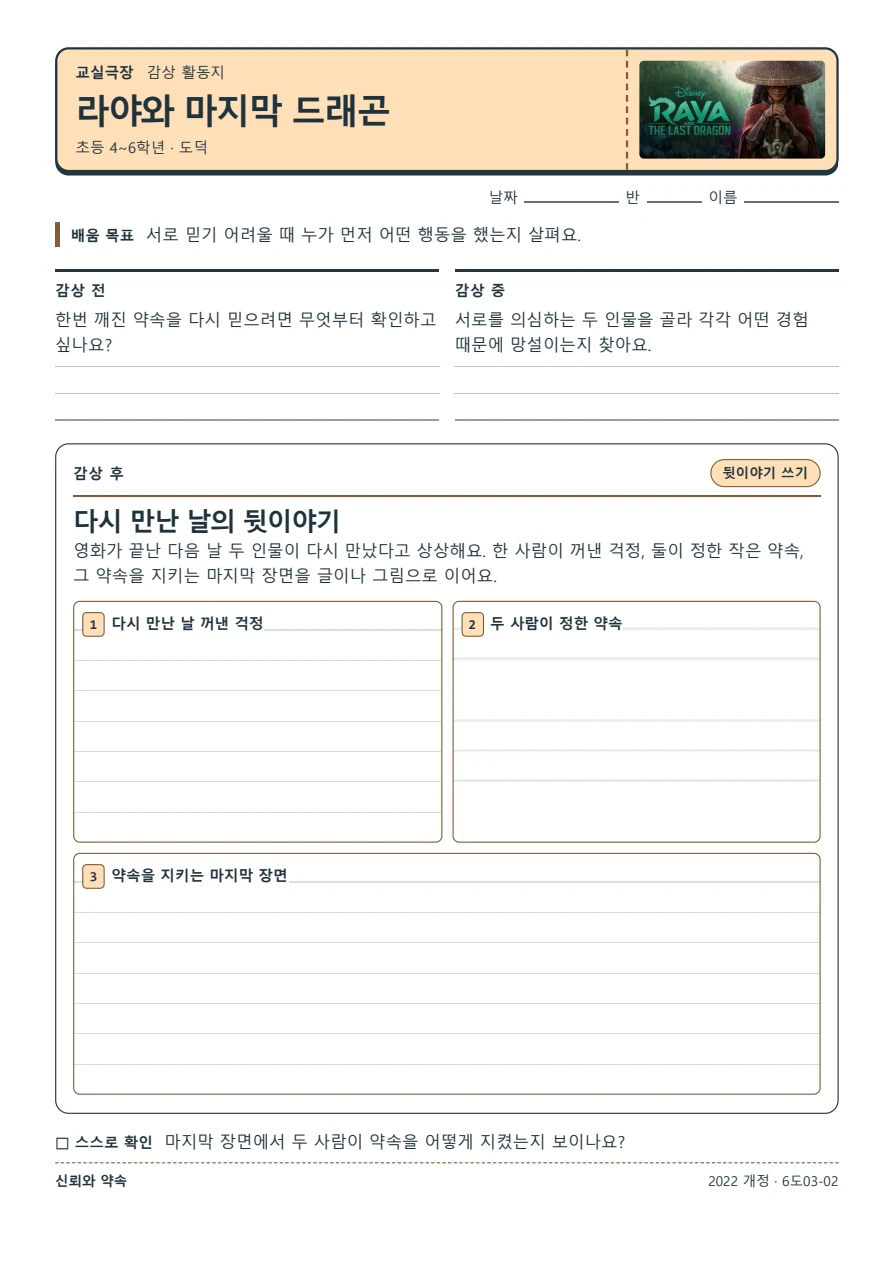 교실극장 감상 활동지
라야와 마지막 드래곤
초등 4~6학년 · 도덕
Disney
RAYA
AND
THE LAST DRAGON
날짜 반 이름
배움 목표 서로 믿기 어려울 때 누가 먼저 어떤 행동을 했는지 살펴요.
감상 전
한번 깨진 약속을 다시 믿으려면 무엇부터 확인하고
싶나요?
감상 중
서로를 의심하는 두 인물을 골라 각각 어떤 경험
때문에 망설이는지 찾아요.
감상 후
뒷이야기 쓰기
다시 만난 날의 뒷이야기
영화가 끝난 다음 날 두 인물이 다시 만났다고 상상해요. 한 사람이 꺼낸 걱정, 둘이 정한 작은 약속,
그 약속을 지키는 마지막 장면을 글이나 그림으로 이어요.
1 다시 만난 날 꺼낸 걱정
2 두 사람이 정한 약속
3 약속을 지키는 마지막 장면
스스로 확인 마지막 장면에서 두 사람이 약속을 어떻게 지켰는지 보이나요?
신뢰와 약속
2022 개정 · 6도03-02